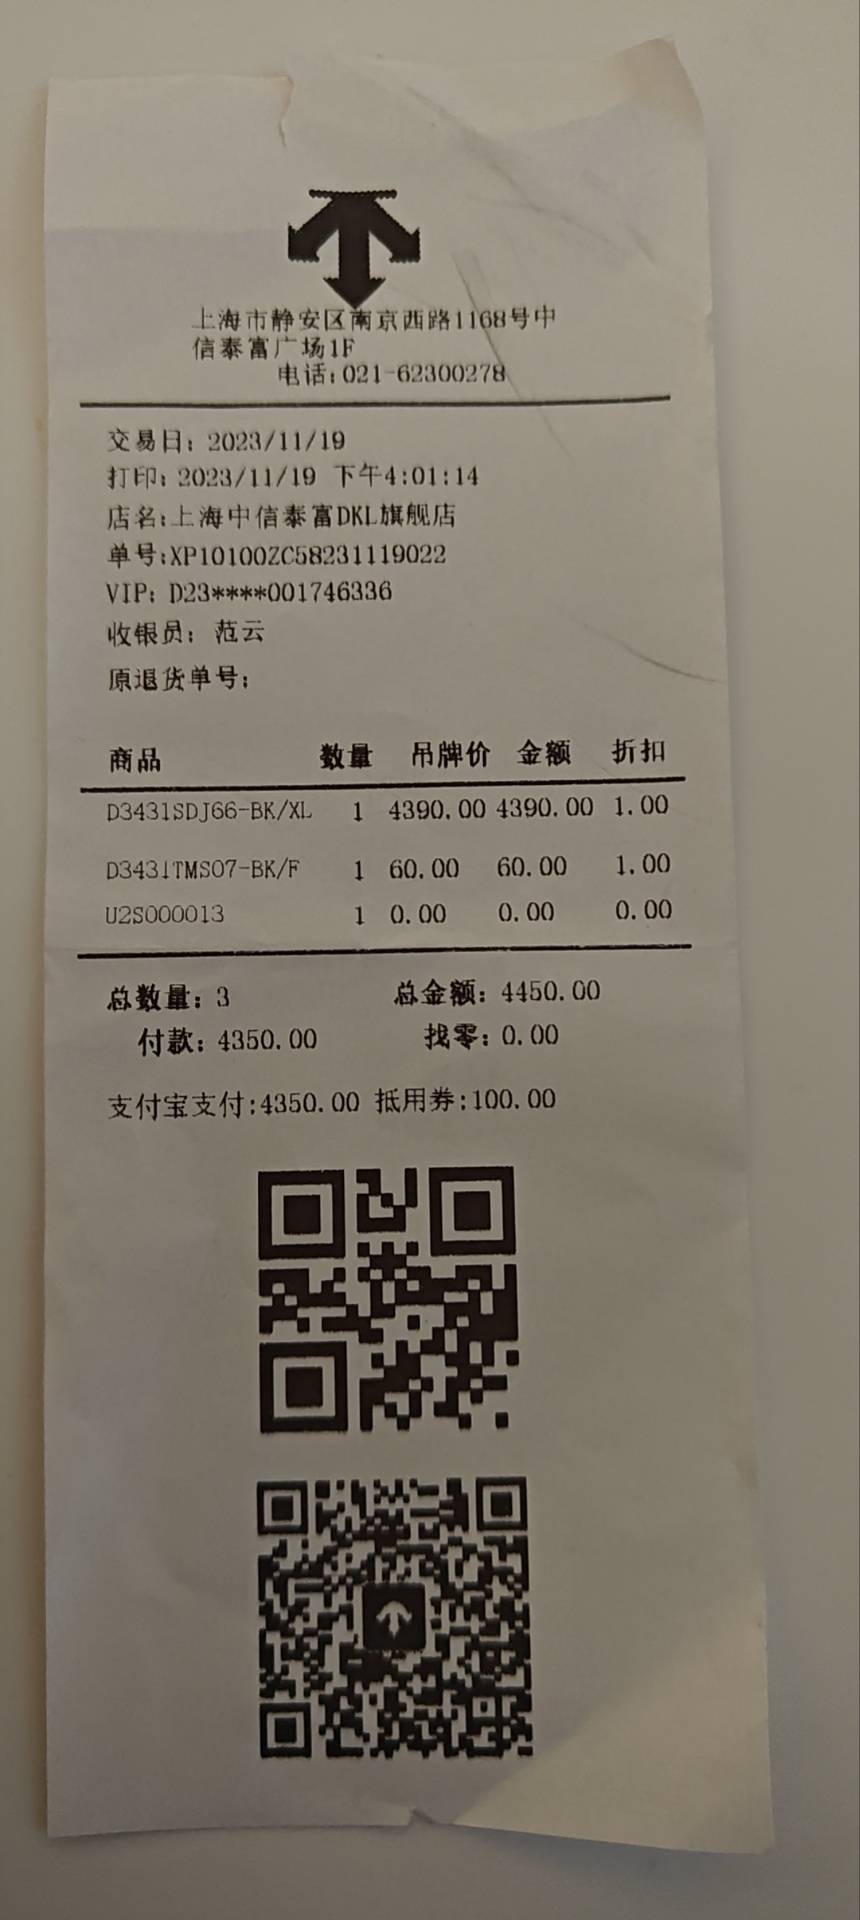 上海市静安区南京西路1168号中
信泰富广场1F
电话:021-62300278
交易日: 2023/11/19
打印: 2023/11/19 下午4:01:14
店名:上海中信泰富DKL旗舰店
单号:XP10100ZC58231119022
VIP: D23****001746336
收银员: 范云
原退货单号:
商品 数量 吊牌价 金额 折扣
D3431SDJ66-BK/XL 1 4390.00 4390.00 1.00
D3431TMS07-BK/F 1 60.00 60.00 1.00
U2S000013 1 0.00 0.00 0.00
总数量: 3 总金额: 4450.00
付款: 4350.00 找零: 0.00
支付宝支付:4350.00 抵用券:100.00